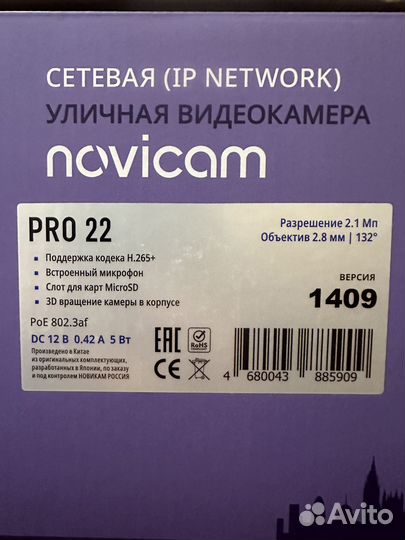 СЕТЕВАЯ (IP NETWORK)
УЛИЧНАЯ ВИДЕОКАМЕРА
novicam
PRO 22
Разрешение 2.1 Мп
Объектив 2.8 мм | 132°
• Поддержка кодека H.265+
• Встроенный микрофон
• Слот для карт MicroSD
• 3D вращение камеры в корпусе
ВЕРСИЯ
1409
PoE 802.3af
DC 12 В 0.42 А 5 Вт
Произведено в Китае
из оригинальных комплектующих,
разработанных в Японии, по заказу
и под контролем НОВИКАМ РОССИЯ
EAC
RoHS
CE
4 680043 885909
Avito